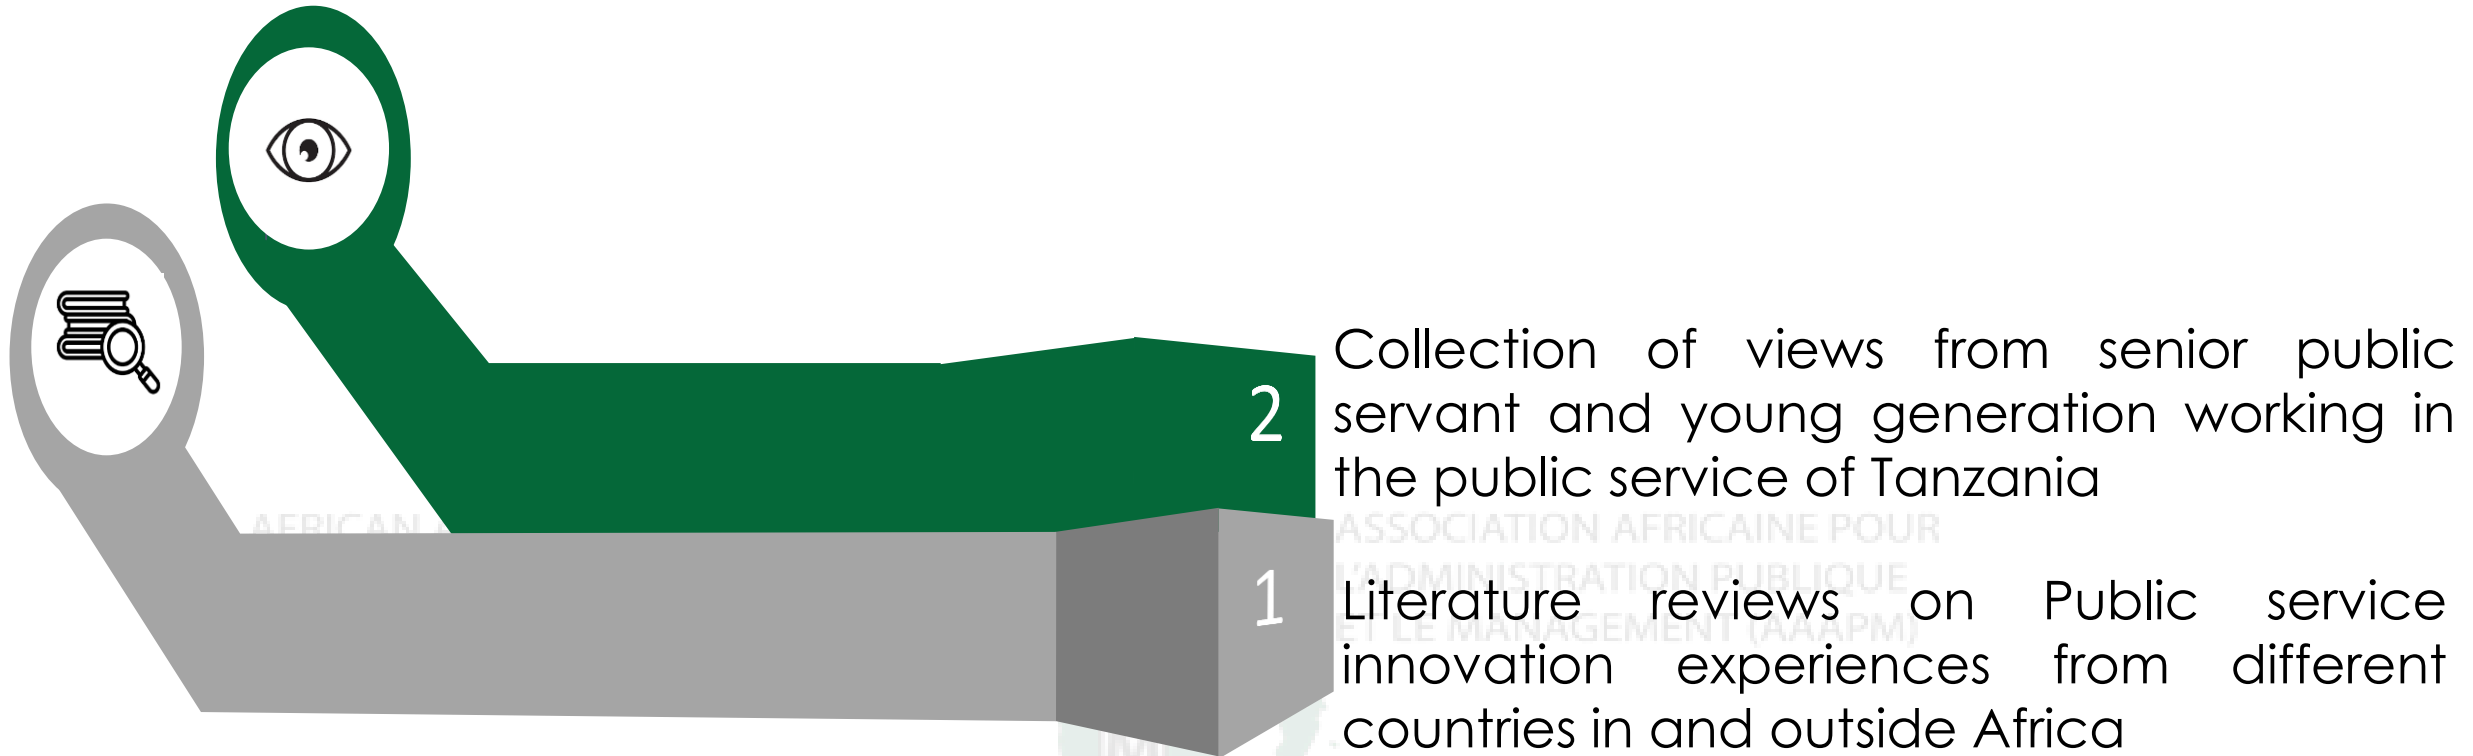 2
Collection of views from senior public
servant and young generation working in
the public service of Tanzania
AFRICAN
ASSOCIATION AFRICAINE POUR
L'ADMINISTRATION PUBLIQUE
ET LE MANAGEMENT (AAAPM)
1
Literature reviews on Public service
innovation experiences from different
countries in and outside Africa